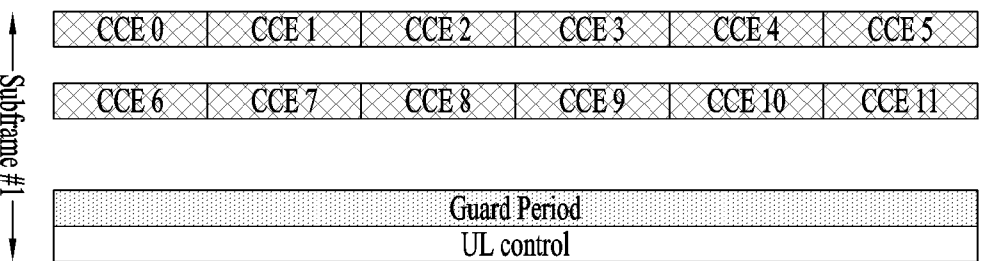 Subframe #1
CCE 0 CCE 1 CCE 2 CCE 3 CCE 4 CCE 5
CCE 6 CCE 7 CCE 8 CCE 9 CCE 10 CCE 11
Guard Period
UL control